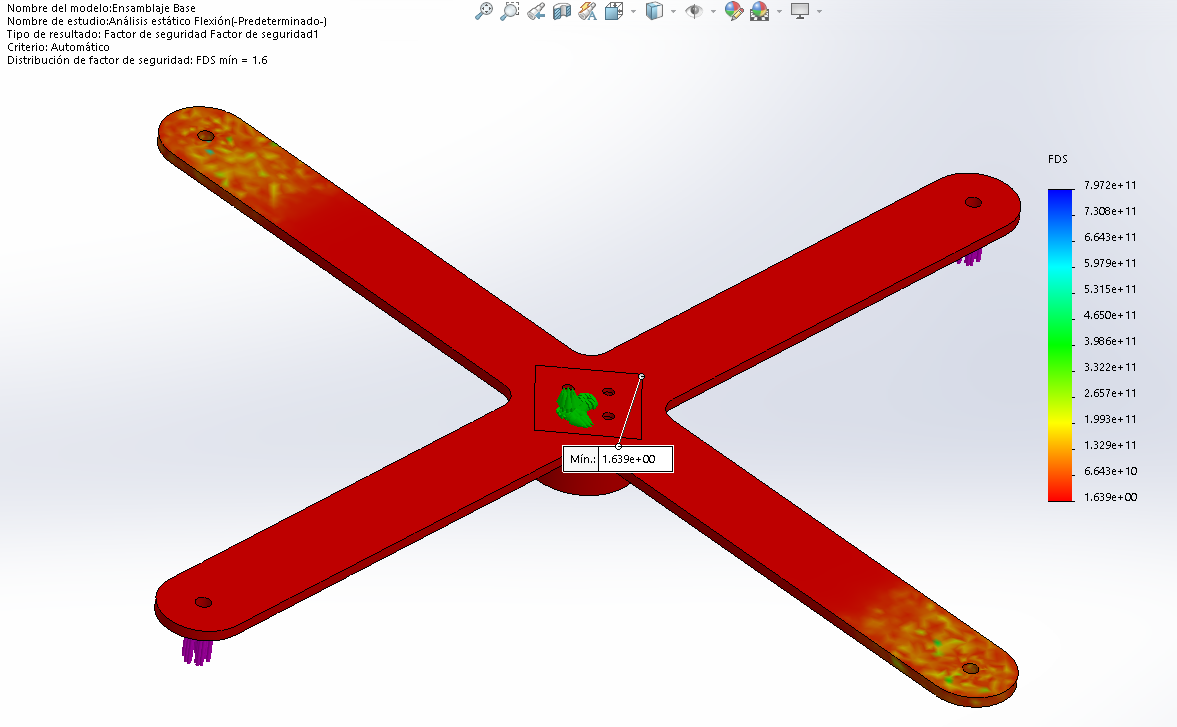 Nombre del modelo:Ensamblaje Base
Nombre de estudio:Análisis estático Flexión(-Predeterminado-)
Tipo de resultado: Factor de seguridad Factor de seguridad1
Criterio: Automático
Distribución de factor de seguridad: FDS mín = 1.6
FDS
7.972e+11
7.308e+11
6.643e+11
5.979e+11
5.315e+11
4.650e+11
3.986e+11
3.322e+11
2.657e+11
1.993e+11
1.329e+11
6.643e+10
1.639e+00
Mín.: 1.639e+00